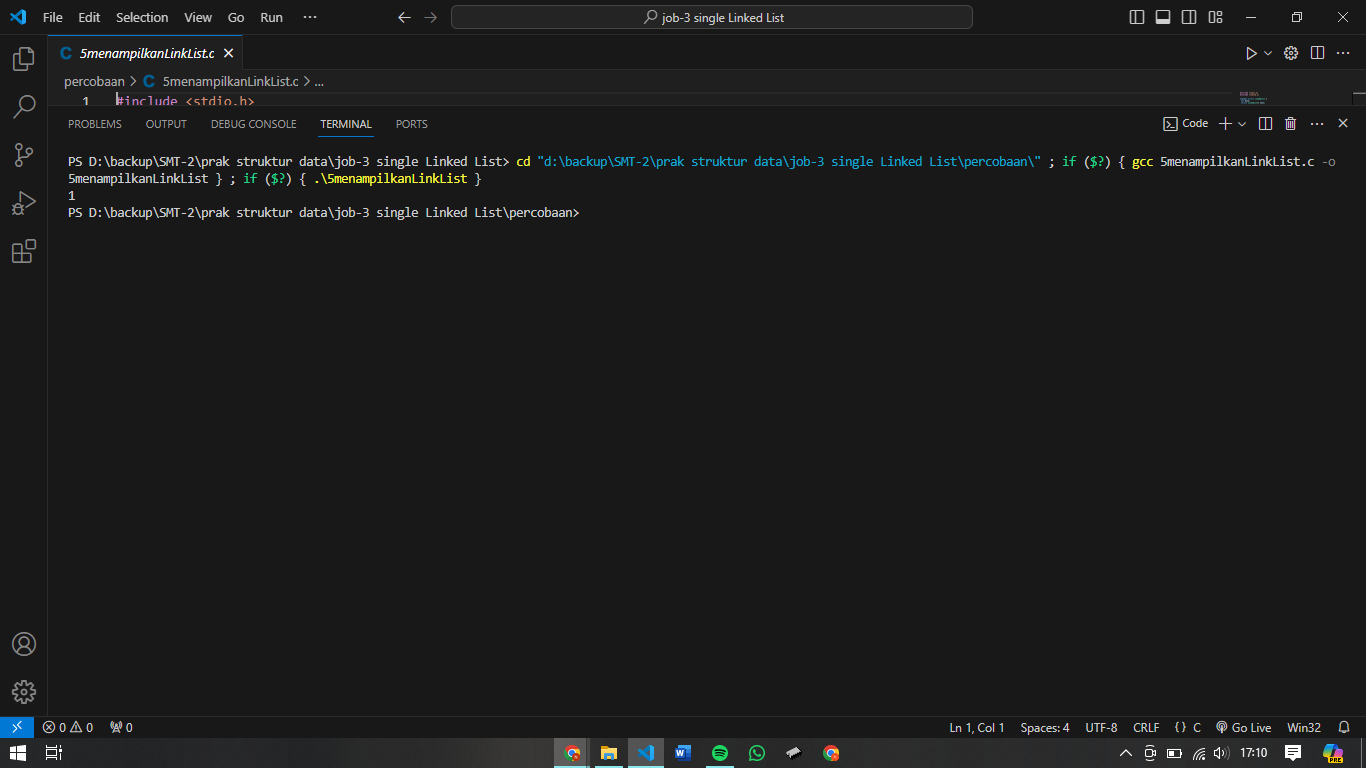 File Edit Selection View Go Run ··· job-3 single Linked List
C 5menampilkanLinkList.c
percobaan > C 5menampilkanLinkList.c > ...
1 #include <stdio.h>
PROBLEMS OUTPUT DEBUG CONSOLE TERMINAL PORTS Code
PS D:\backup\SMT-2\prak struktur data\job-3 single Linked List> cd "d:\backup\SMT-2\prak struktur data\job-3 single Linked List\percobaan\" ; if ($?) { gcc 5menampilkanLinkList.c -o
5menampilkanLinkList } ; if ($?) { .\5menampilkanLinkList }
1
PS D:\backup\SMT-2\prak struktur data\job-3 single Linked List\percobaan>
0 0 0 Ln 1, Col 1 Spaces: 4 UTF-8 CRLF {} C Go Live Win32
17:10
PRE